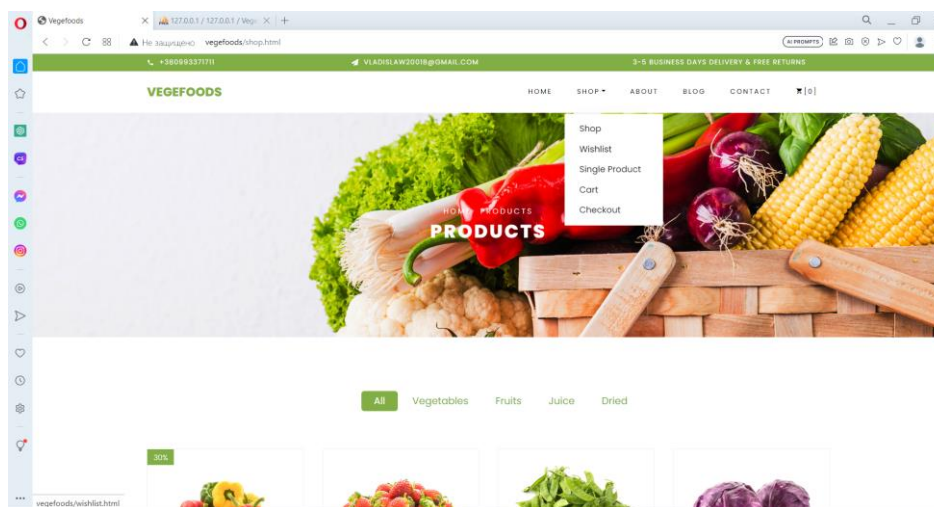 Vegefoods
127.0.0.1 / 127.0.0.1 / Vege
Не защищено vegefoods/shop.html
AI PROMPTS
+380993371711 VLADISLAW20018@GMAIL.COM 3-5 BUSINESS DAYS DELIVERY & FREE RETURNS
VEGEFOODS HOME SHOP ABOUT BLOG CONTACT [0]
Shop
Wishlist
Single Product
Cart
Checkout
HOME PRODUCTS
PRODUCTS
All Vegetables Fruits Juice Dried
30%
vegefoods/wishlist.html